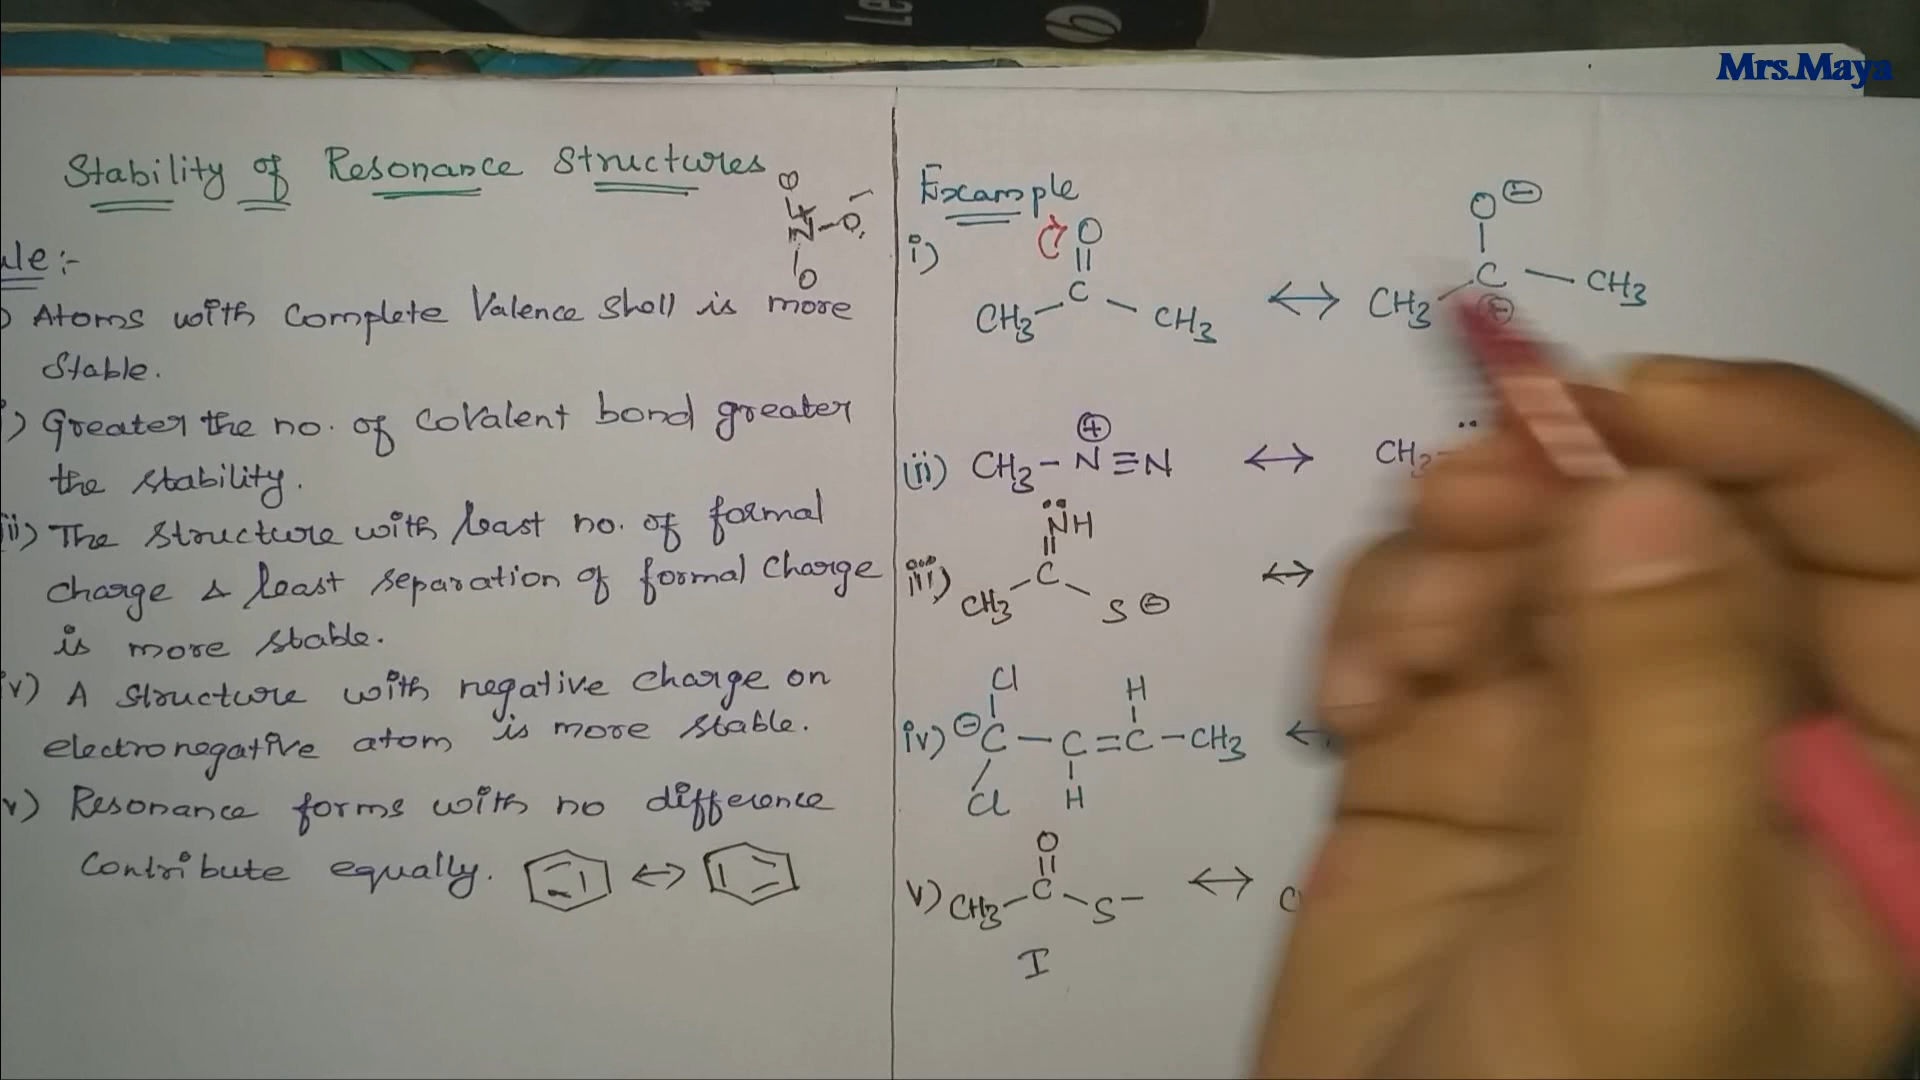 Mrs.Maya
Stability of Resonance Structures
O
+
N-O:
-
O
ule:-
) Atoms with Complete Valence Shell is more
Stable.
) Greater the no. of Covalent bond greater
the stability.
ii) The structure with least no. of formal
charge & least separation of formal charge
is more stable.
v) A structure with negative charge on
electronegative atom is more stable.
v) Resonance forms with no difference
Contribute equally. ↔
Example
i) O
||
C
CH3 CH3
↔
O ⊖
|
C
CH3 CH3
⊕
(ii) CH3-N≡N ↔ CH
⊕
iii) NH
||
C
CH3 S ⊖ ↔
iv) Cl H
⊖ C-C=C-CH3
Cl H
v) O
||
CH3 C S- ↔ C
I